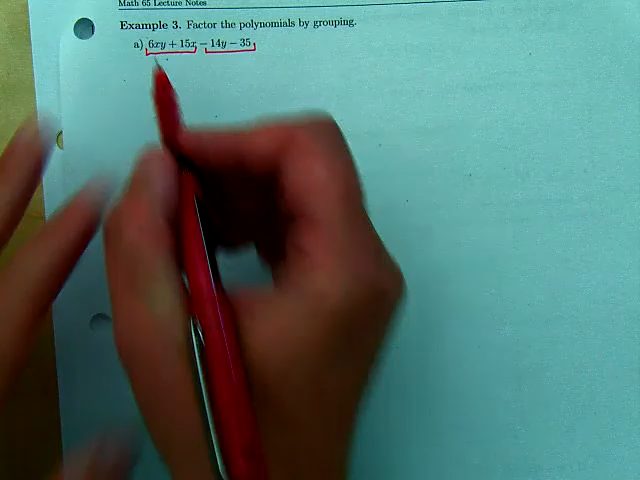 Math 65 Lecture Notes
Example 3. Factor the polynomials by grouping.
a) 6xy + 15x − 14y − 35